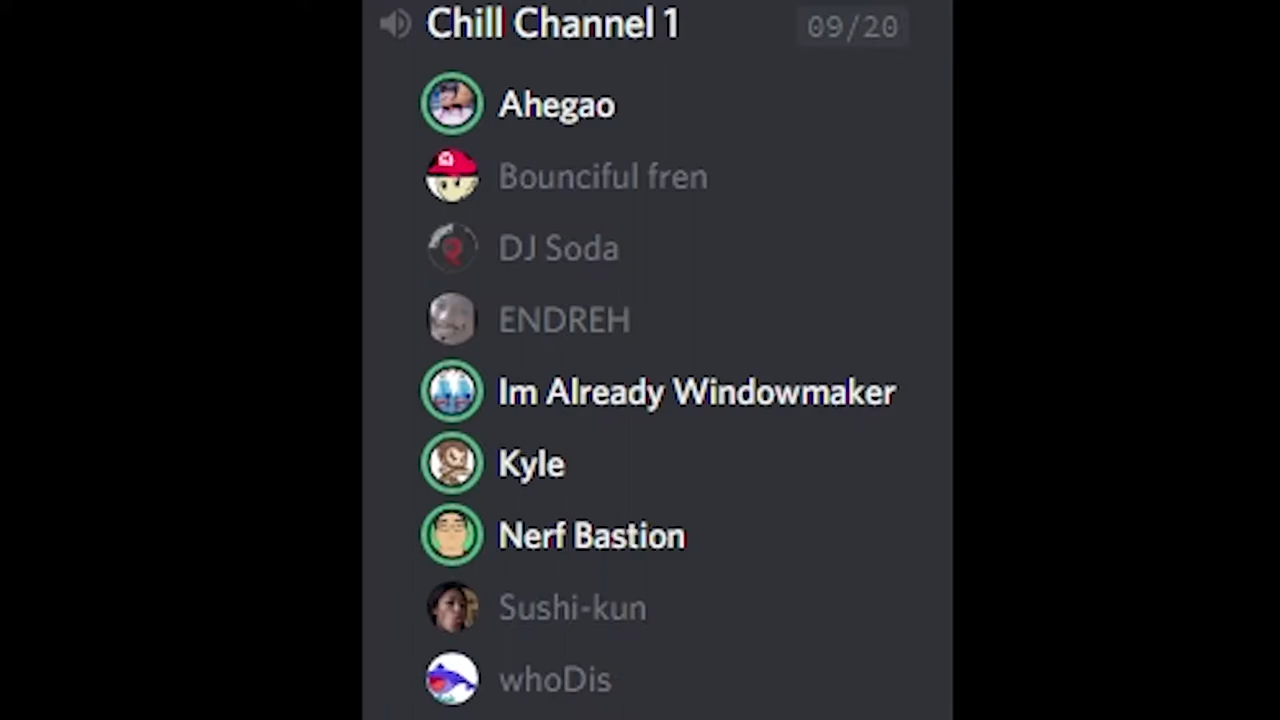 Chill Channel 1 09/20
Ahegao
Bounciful fren
DJ Soda
ENDREH
Im Already Windowmaker
Kyle
Nerf Bastion
Sushi-kun
whoDis